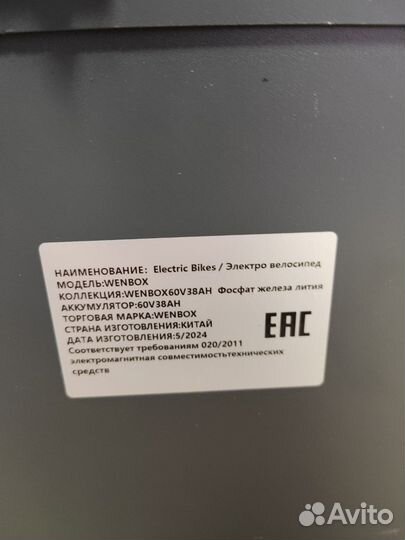 НАИМЕНОВАНИЕ: Electric Bikes / Электро велосипед
МОДЕЛЬ:WENBOX
КОЛЛЕКЦИЯ:WENBOX60V38AH Фосфат железа лития
АККУМУЛЯТОР:60V38AH
ТОРГОВАЯ МАРКА:WENBOX
СТРАНА ИЗГОТОВЛЕНИЯ:КИТАЙ
ДАТА ИЗГОТОВЛЕНИЯ:5/2024
Соответствует требованиям 020/2011
электромагнитная совместимостьтехнических
средств
EAC
Avito